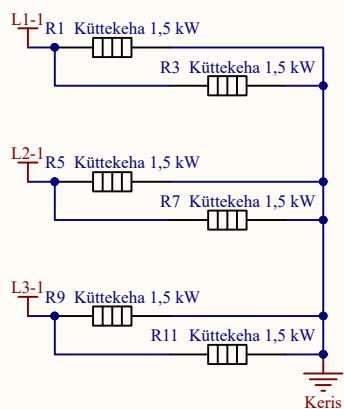 L1-1
R1 Küttekeha 1,5 kW
R3 Küttekeha 1,5 kW
L2-1
R5 Küttekeha 1,5 kW
R7 Küttekeha 1,5 kW
L3-1
R9 Küttekeha 1,5 kW
R11 Küttekeha 1,5 kW
Keris